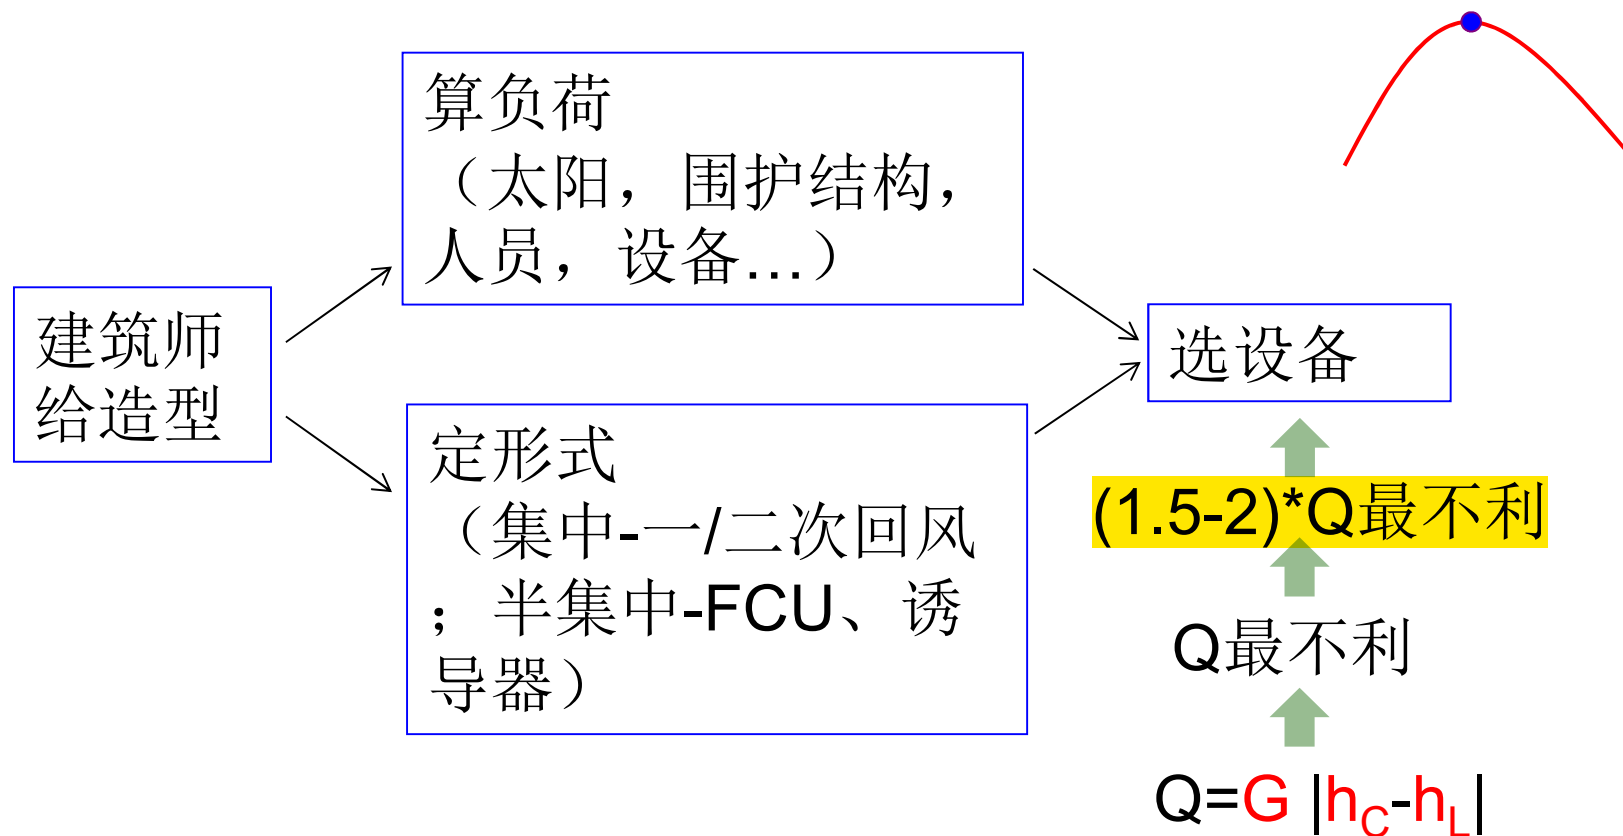 建筑师
给造型
算负荷
（太阳，围护结构，
人员，设备…）
定形式
（集中-一/二次回风
；半集中-FCU、诱
导器）
选设备
(1.5-2)*Q最不利
Q最不利
Q=G |hC-hL|